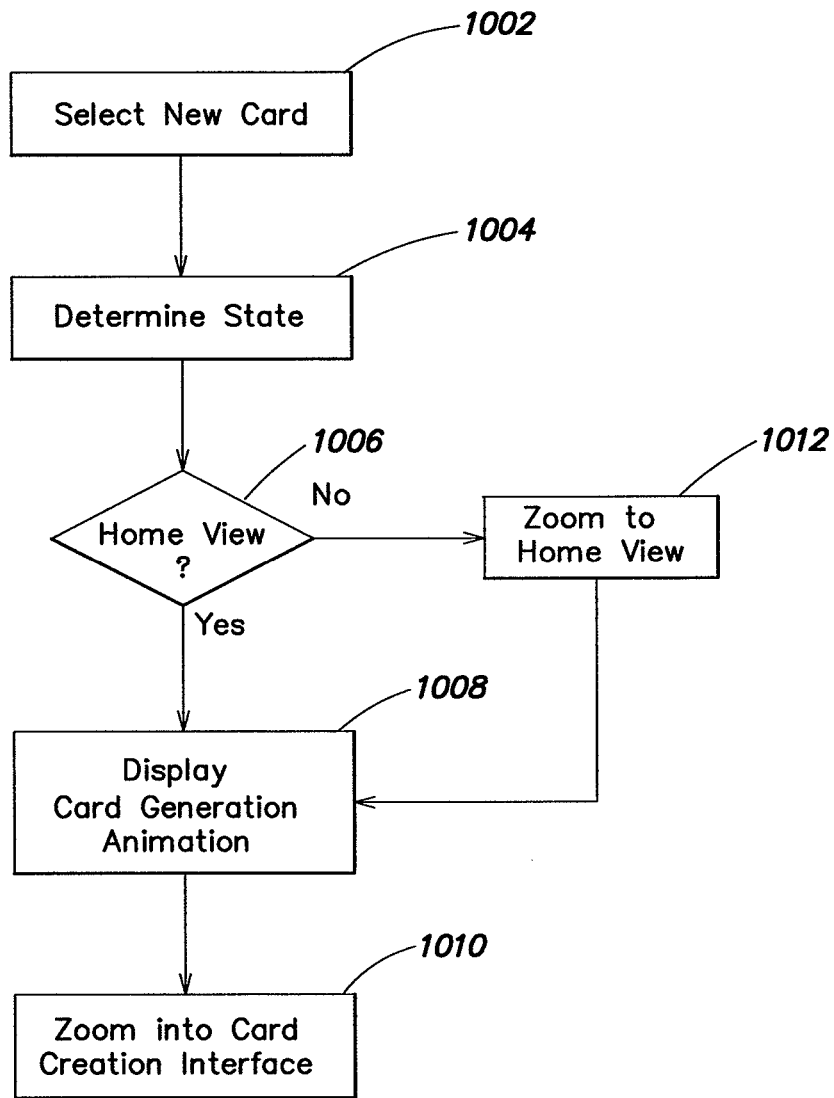 1002
Select New Card
1004
Determine State
1006
Home View
?
No
1012
Zoom to
Home View
Yes
1008
Display
Card Generation
Animation
1010
Zoom into Card
Creation Interface